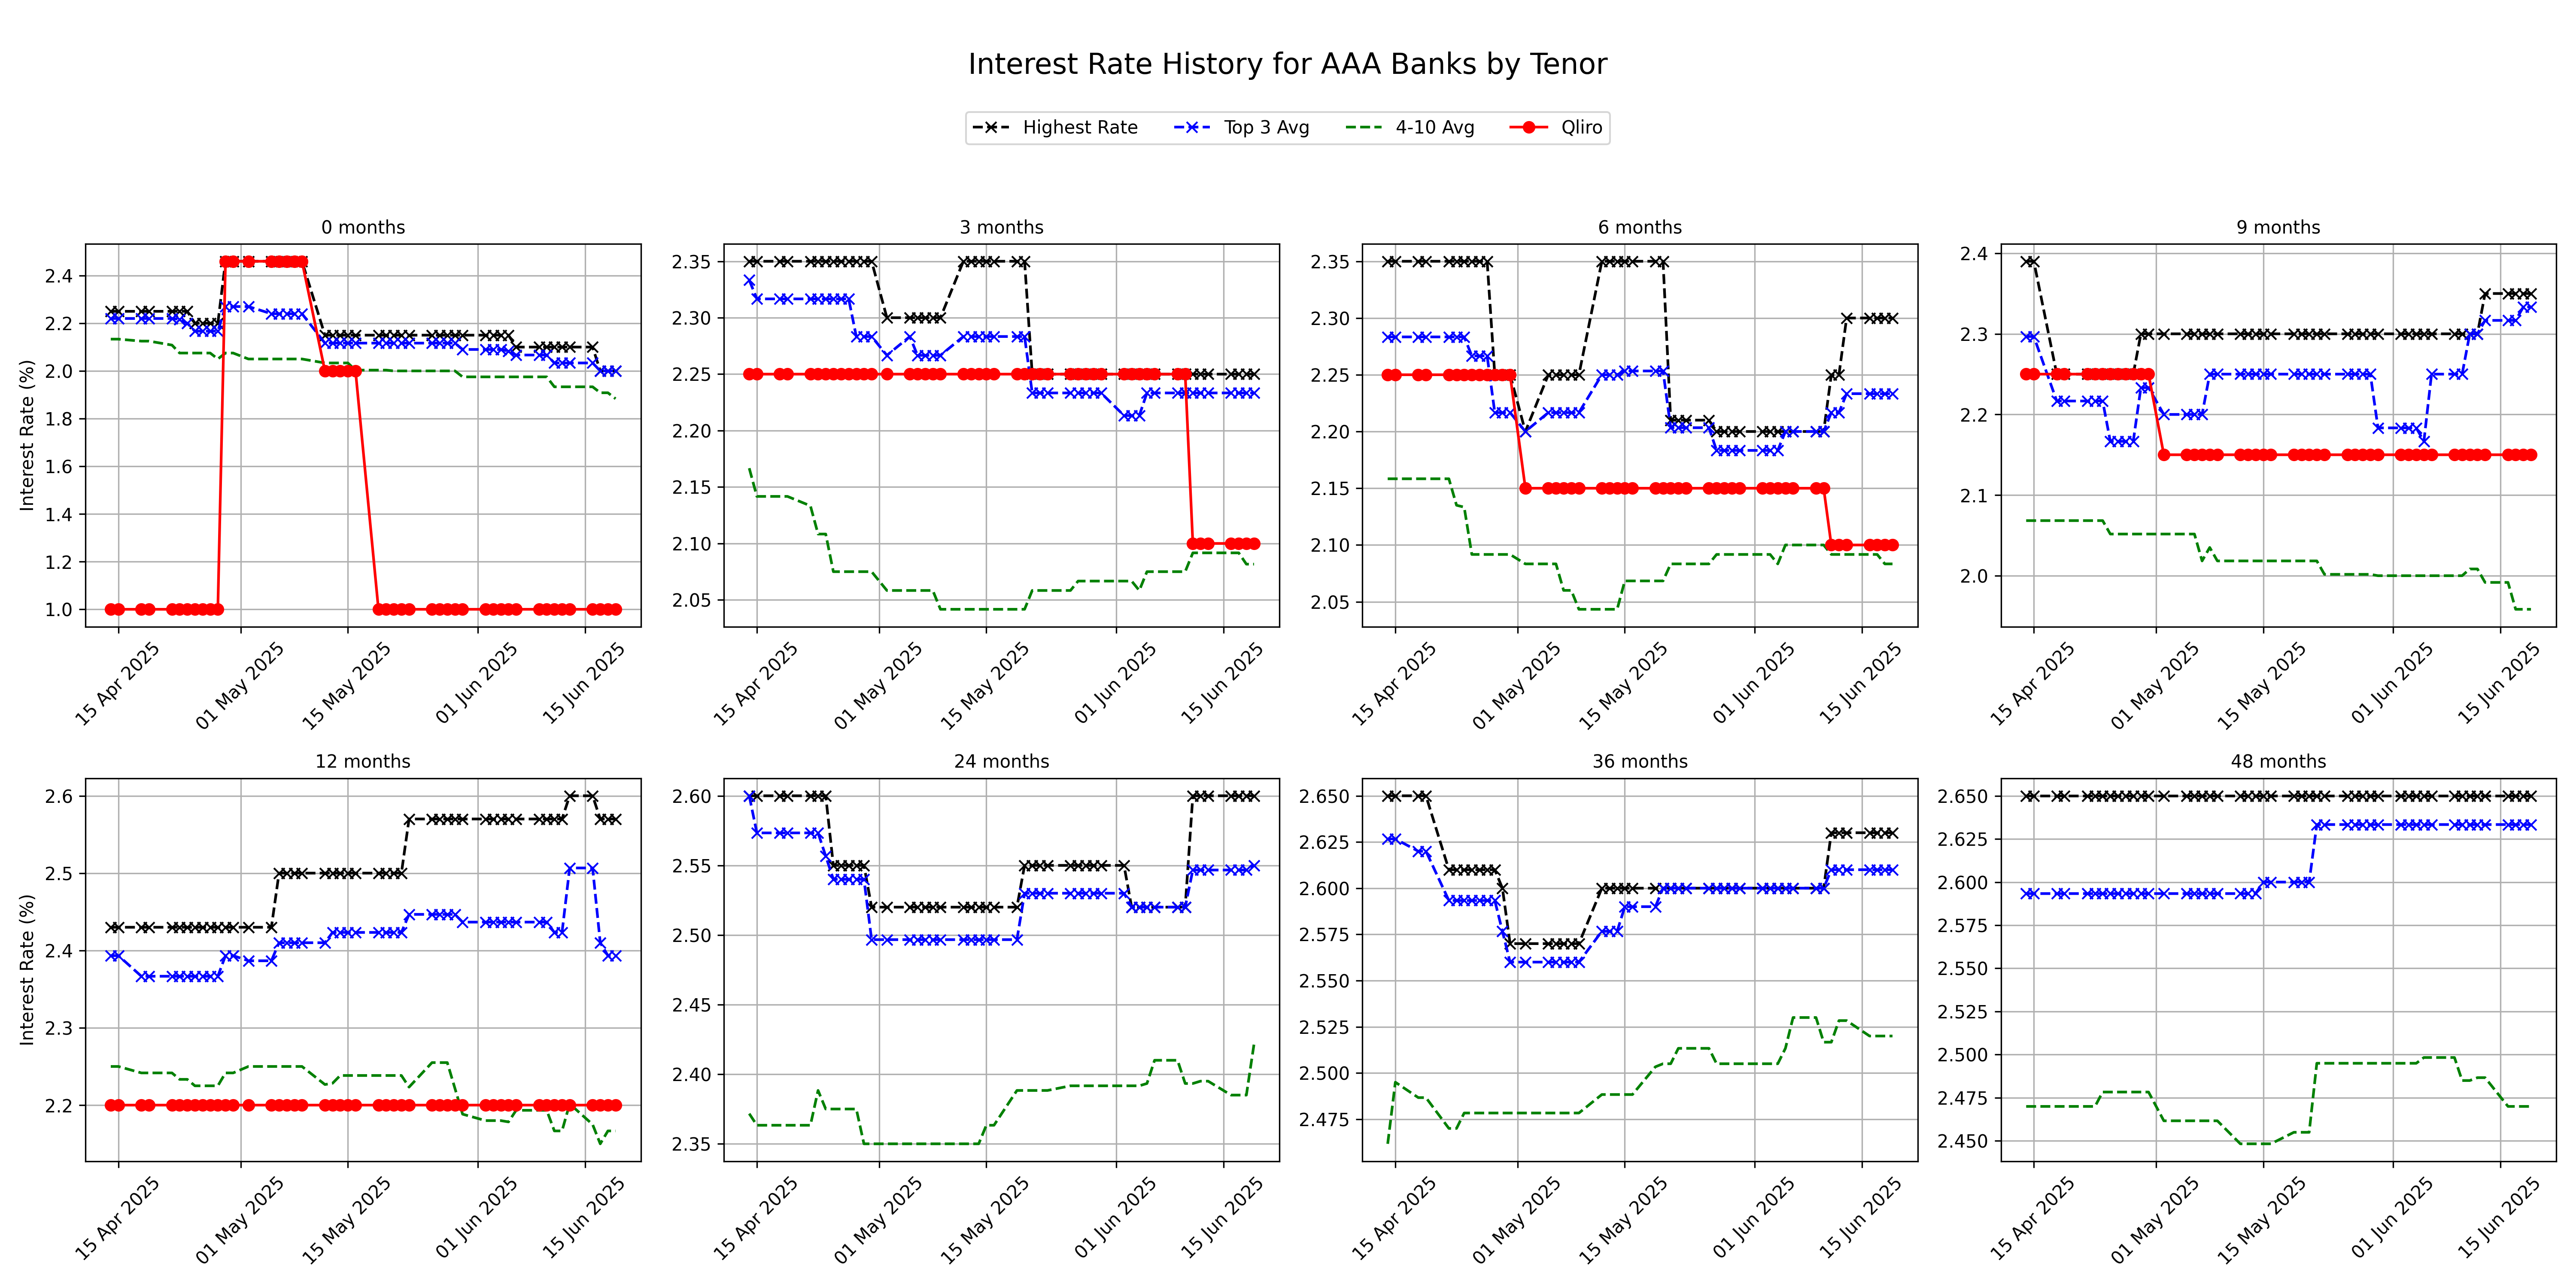 Interest Rate History for AAA Banks by Tenor
Highest Rate Top 3 Avg 4-10 Avg Qliro
0 months
Interest Rate (%)
2.4
2.2
2.0
1.8
1.6
1.4
1.2
1.0
15 Apr 2025 01 May 2025 15 May 2025 01 Jun 2025 15 Jun 2025
3 months
2.35
2.30
2.25
2.20
2.15
2.10
2.05
15 Apr 2025 01 May 2025 15 May 2025 01 Jun 2025 15 Jun 2025
6 months
2.35
2.30
2.25
2.20
2.15
2.10
2.05
15 Apr 2025 01 May 2025 15 May 2025 01 Jun 2025 15 Jun 2025
9 months
2.4
2.3
2.2
2.1
2.0
15 Apr 2025 01 May 2025 15 May 2025 01 Jun 2025 15 Jun 2025
12 months
Interest Rate (%)
2.6
2.5
2.4
2.3
2.2
15 Apr 2025 01 May 2025 15 May 2025 01 Jun 2025 15 Jun 2025
24 months
2.60
2.55
2.50
2.45
2.40
2.35
15 Apr 2025 01 May 2025 15 May 2025 01 Jun 2025 15 Jun 2025
36 months
2.650
2.625
2.600
2.575
2.550
2.525
2.500
2.475
15 Apr 2025 01 May 2025 15 May 2025 01 Jun 2025 15 Jun 2025
48 months
2.650
2.625
2.600
2.575
2.550
2.525
2.500
2.475
2.450
15 Apr 2025 01 May 2025 15 May 2025 01 Jun 2025 15 Jun 2025